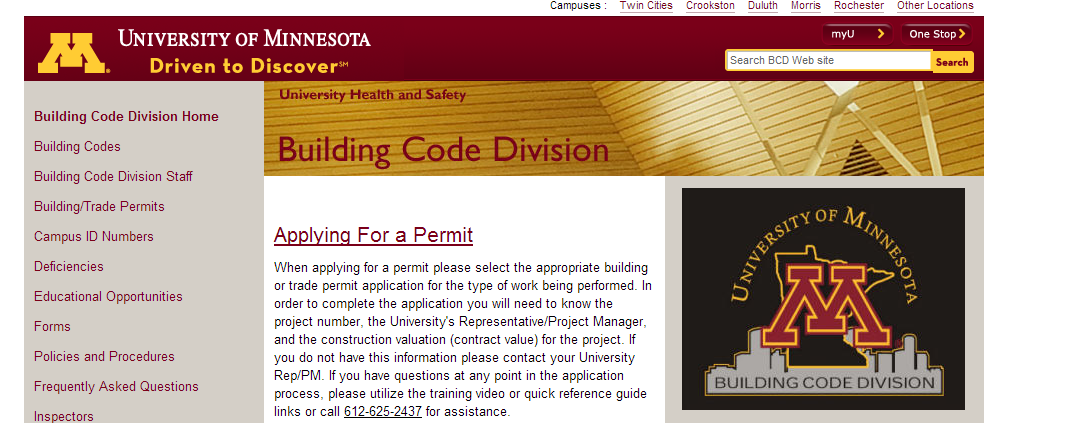 Campuses : Twin Cities Crookston Duluth Morris Rochester Other Locations
UNIVERSITY OF MINNESOTA
Driven to Discover℠
myU One Stop
Search BCD Web site Search
Building Code Division Home
Building Codes
Building Code Division Staff
Building/Trade Permits
Campus ID Numbers
Deficiencies
Educational Opportunities
Forms
Policies and Procedures
Frequently Asked Questions
Inspectors
University Health and Safety
Building Code Division
Applying For a Permit
When applying for a permit please select the appropriate building
or trade permit application for the type of work being performed. In
order to complete the application you will need to know the
project number, the University's Representative/Project Manager,
and the construction valuation (contract value) for the project. If
you do not have this information please contact your University
Rep/PM. If you have questions at any point in the application
process, please utilize the training video or quick reference guide
links or call 612-625-2437 for assistance.
UNIVERSITY OF MINNESOTA
M
BUILDING CODE DIVISION